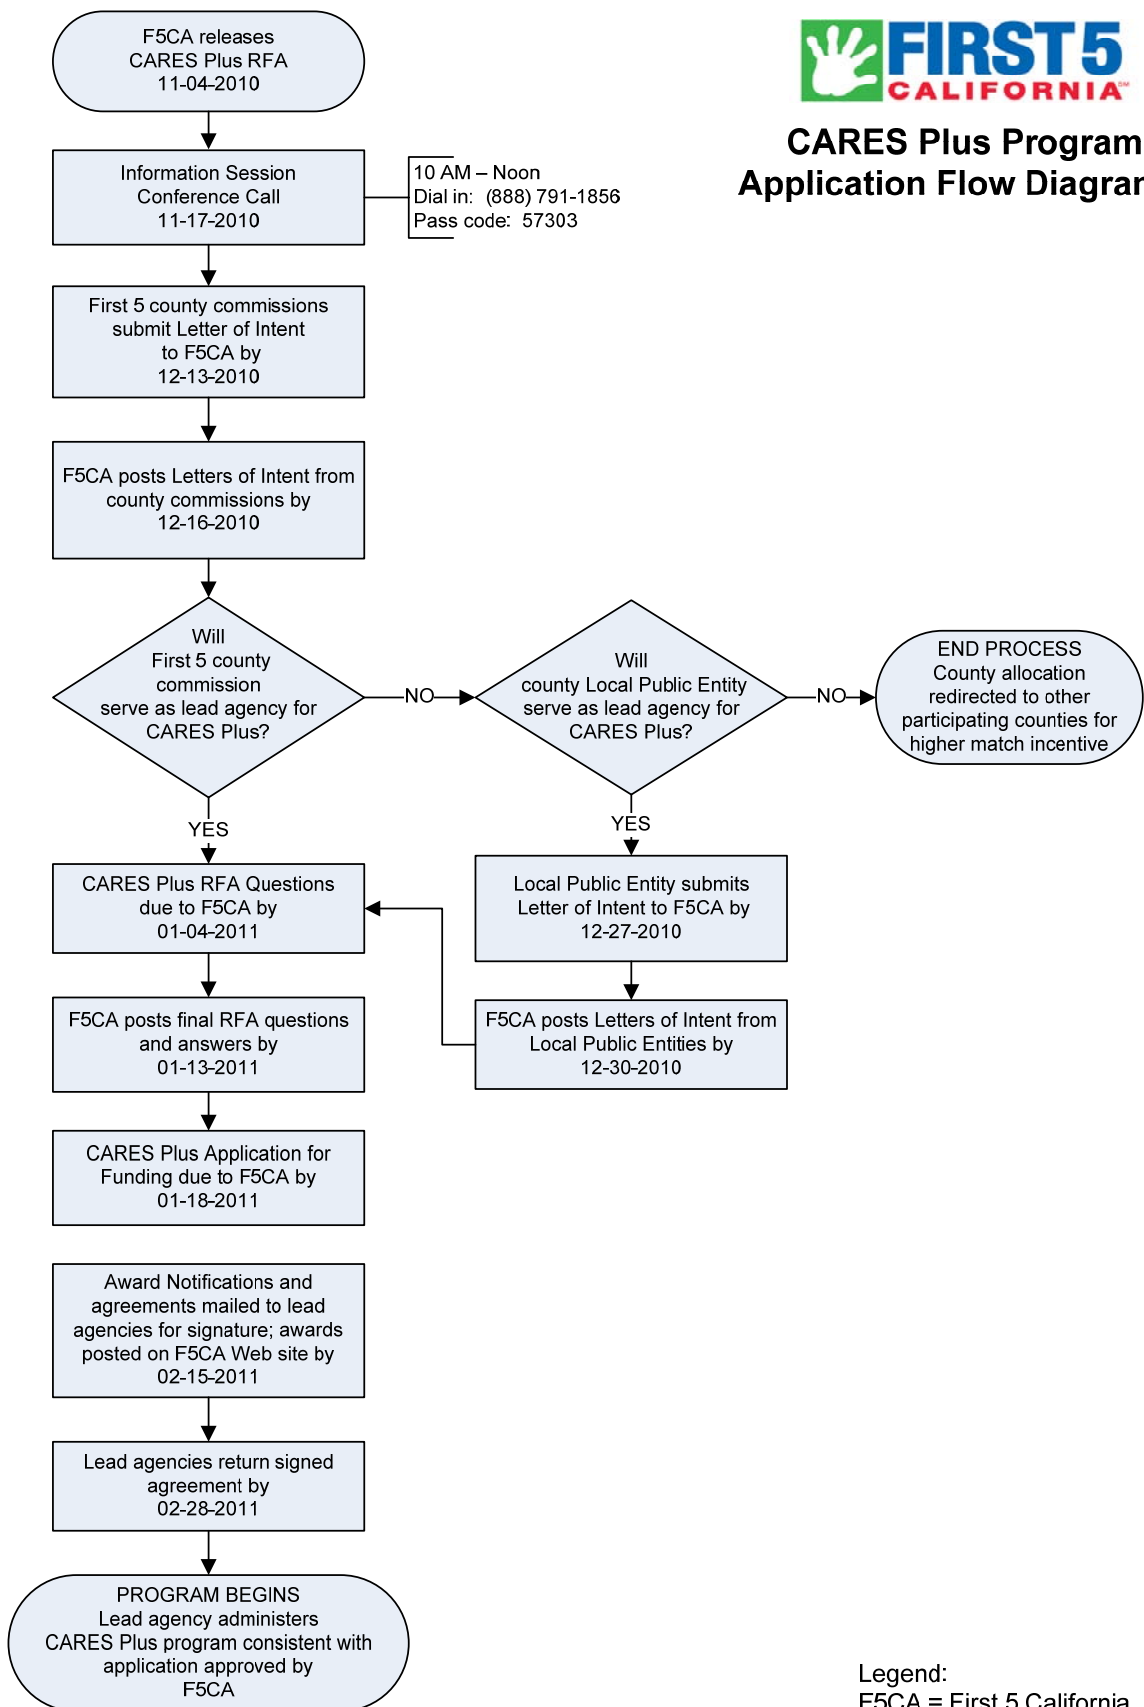 F5CA releases
CARES Plus RFA
11-04-2010
FIRST 5
CALIFORNIA℠
CARES Plus Program
Application Flow Diagra
Information Session
Conference Call
11-17-2010
10 AM – Noon
Dial in: (888) 791-1856
Pass code: 57303
First 5 county commissions
submit Letter of Intent
to F5CA by
12-13-2010
F5CA posts Letters of Intent from
county commissions by
12-16-2010
Will
First 5 county
commission
serve as lead agency for
CARES Plus?
NO
Will
county Local Public Entity
serve as lead agency for
CARES Plus?
NO
END PROCESS
County allocation
redirected to other
participating counties for
higher match incentive
YES
YES
CARES Plus RFA Questions
due to F5CA by
01-04-2011
Local Public Entity submits
Letter of Intent to F5CA by
12-27-2010
F5CA posts final RFA questions
and answers by
01-13-2011
F5CA posts Letters of Intent from
Local Public Entities by
12-30-2010
CARES Plus Application for
Funding due to F5CA by
01-18-2011
Award Notifications and
agreements mailed to lead
agencies for signature; awards
posted on F5CA Web site by
02-15-2011
Lead agencies return signed
agreement by
02-28-2011
PROGRAM BEGINS
Lead agency administers
CARES Plus program consistent with
application approved by
F5CA
Legend:
F5CA = First 5 California